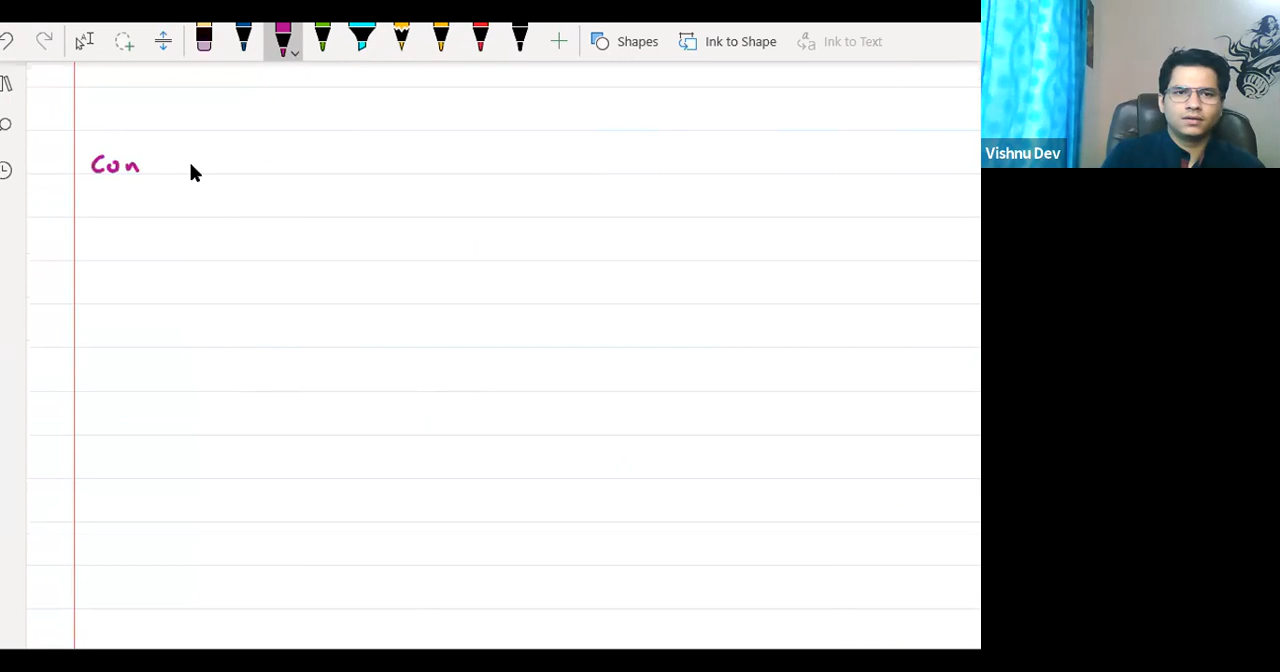 Shapes
Ink to Shape
Ink to Text
Vishnu Dev
Con